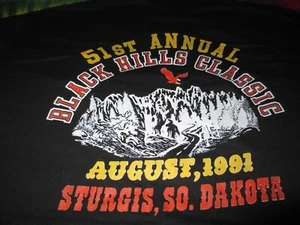 51ST ANNUAL
BLACK HILLS CLASSIC
AUGUST, 1991
STURGIS, SO. DAKOTA